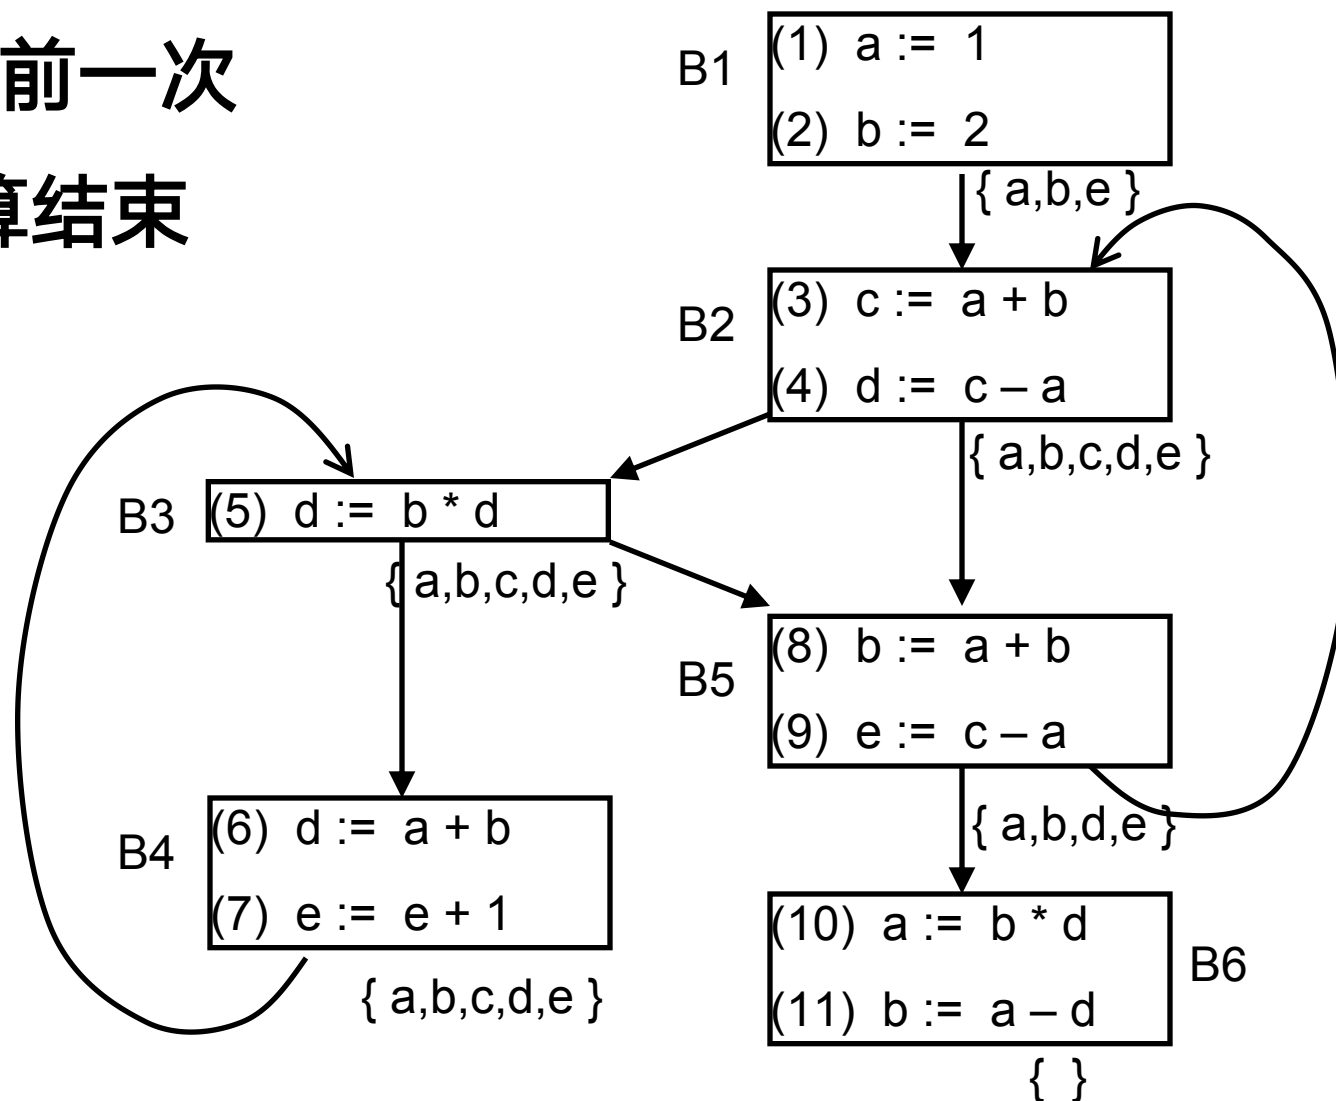 前一次
算结束
B1
(1) a := 1
(2) b := 2
{ a,b,e }
B2
(3) c := a + b
(4) d := c – a
{ a,b,c,d,e }
B3
(5) d := b * d
{ a,b,c,d,e }
B5
(8) b := a + b
(9) e := c – a
{ a,b,d,e }
B4
(6) d := a + b
(7) e := e + 1
{ a,b,c,d,e }
(10) a := b * d
(11) b := a – d
B6
{ }